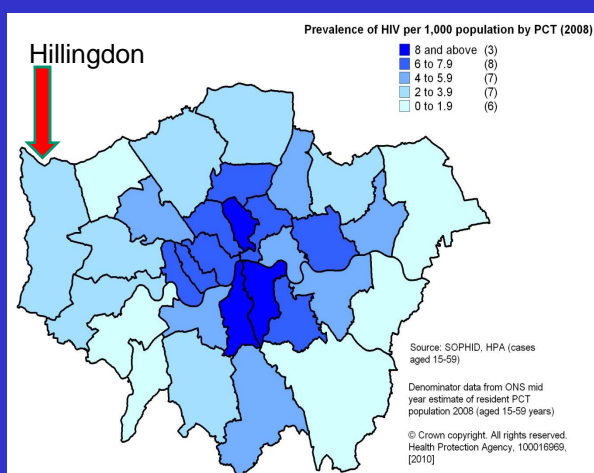 Prevalence of HIV per 1,000 population by PCT (2008)
Hillingdon
8 and above (3)
6 to 7.9 (8)
4 to 5.9 (7)
2 to 3.9 (7)
0 to 1.9 (6)
Source: SOPHID, HPA (cases
aged 15-59)
Denominator data from ONS mid
year estimate of resident PCT
population 2008 (aged 15-59 years)
© Crown copyright. All rights reserved.
Health Protection Agency, 100016969,
[2010]